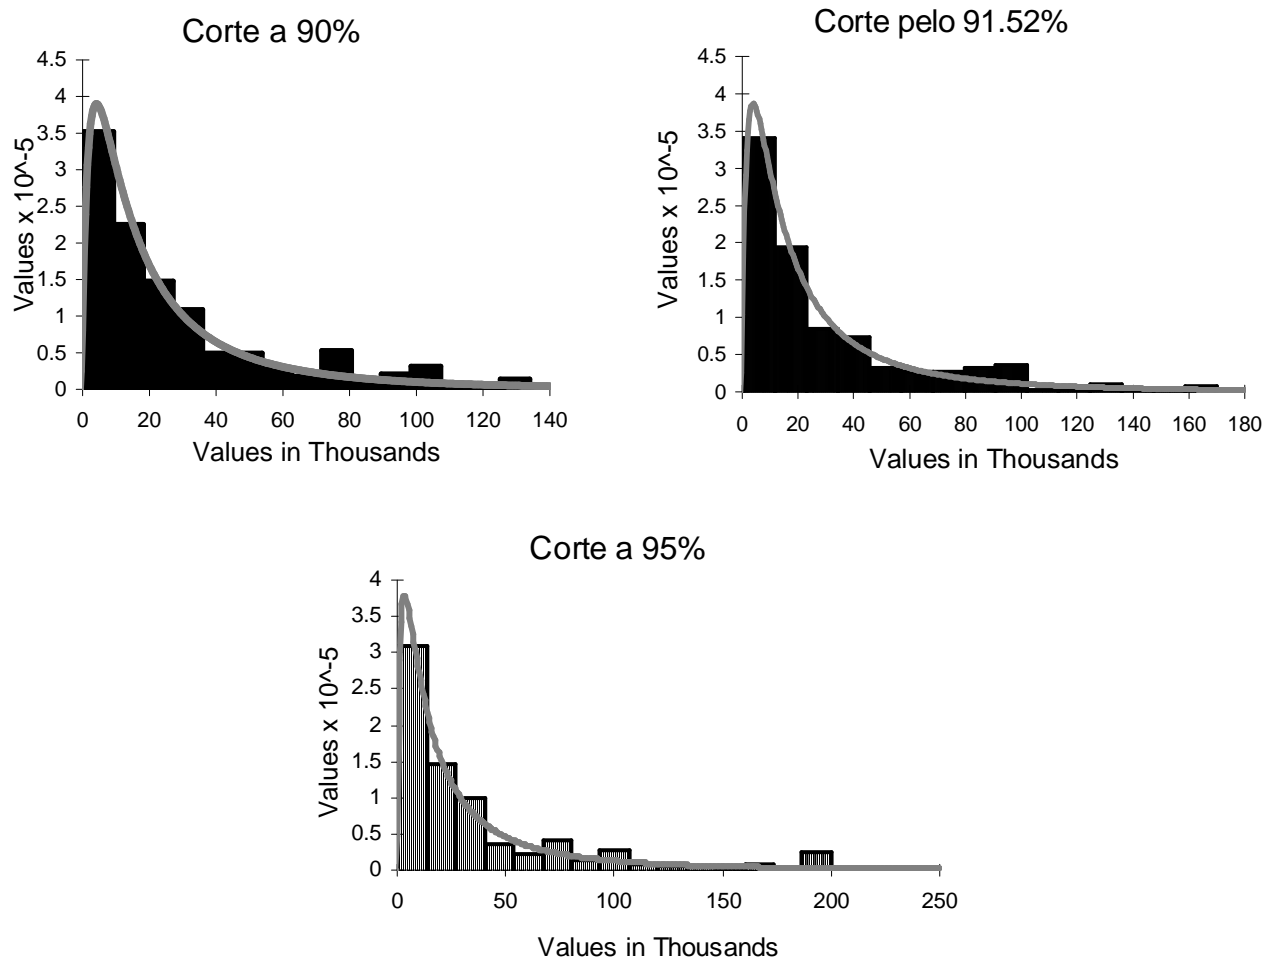 Corte a 90%
4.5
4
3.5
3
2.5
2
1.5
1
0.5
0
Values x 10^-5
0 20 40 60 80 100 120 140
Values in Thousands
Corte pelo 91.52%
4.5
4
3.5
3
2.5
2
1.5
1
0.5
0
Values x 10^-5
0 20 40 60 80 100 120 140 160 180
Values in Thousands
Corte a 95%
4
3.5
3
2.5
2
1.5
1
0.5
0
Values x 10^-5
0 50 100 150 200 250
Values in Thousands